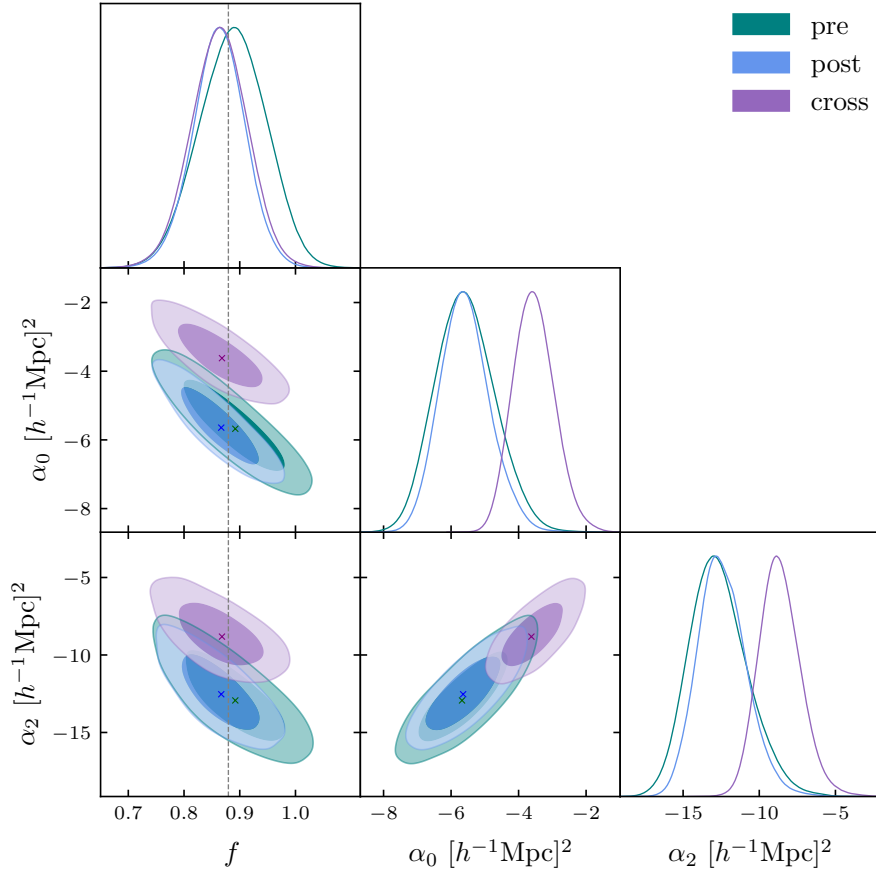 pre
post
cross
−2
−4
−6
−8
α₀ [h⁻¹Mpc]²
−5
−10
−15
α₂ [h⁻¹Mpc]²
0.7 0.8 0.9 1.0
−8 −6 −4 −2
−15 −10 −5
f
α₀ [h⁻¹Mpc]²
α₂ [h⁻¹Mpc]²